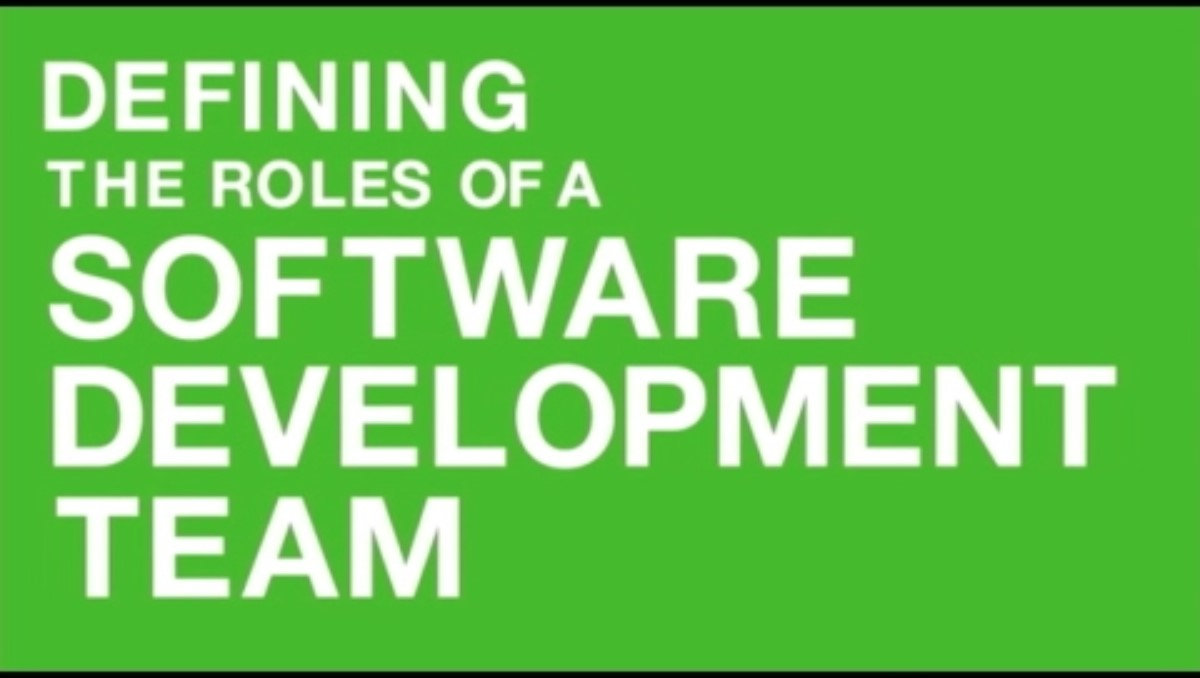 DEFINING
THE ROLES OF A
SOFTWARE
DEVELOPMENT
TEAM